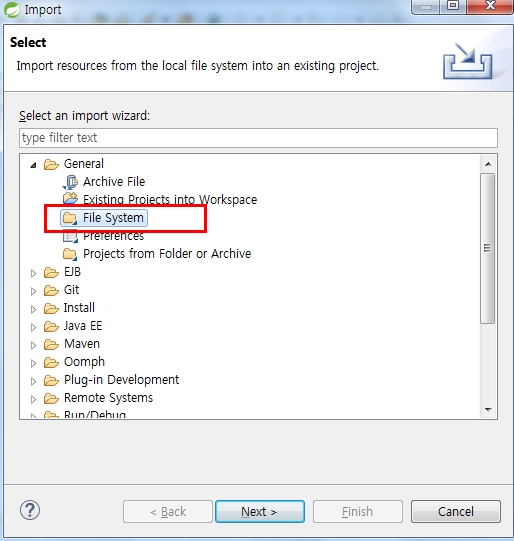 Import
Select
Import resources from the local file system into an existing project.
Select an import wizard:
type filter text
General
Archive File
Existing Projects into Workspace
File System
Preferences
Projects from Folder or Archive
EJB
Git
Install
Java EE
Maven
Oomph
Plug-in Development
Remote Systems
Run/Debug
?
< Back
Next >
Finish
Cancel